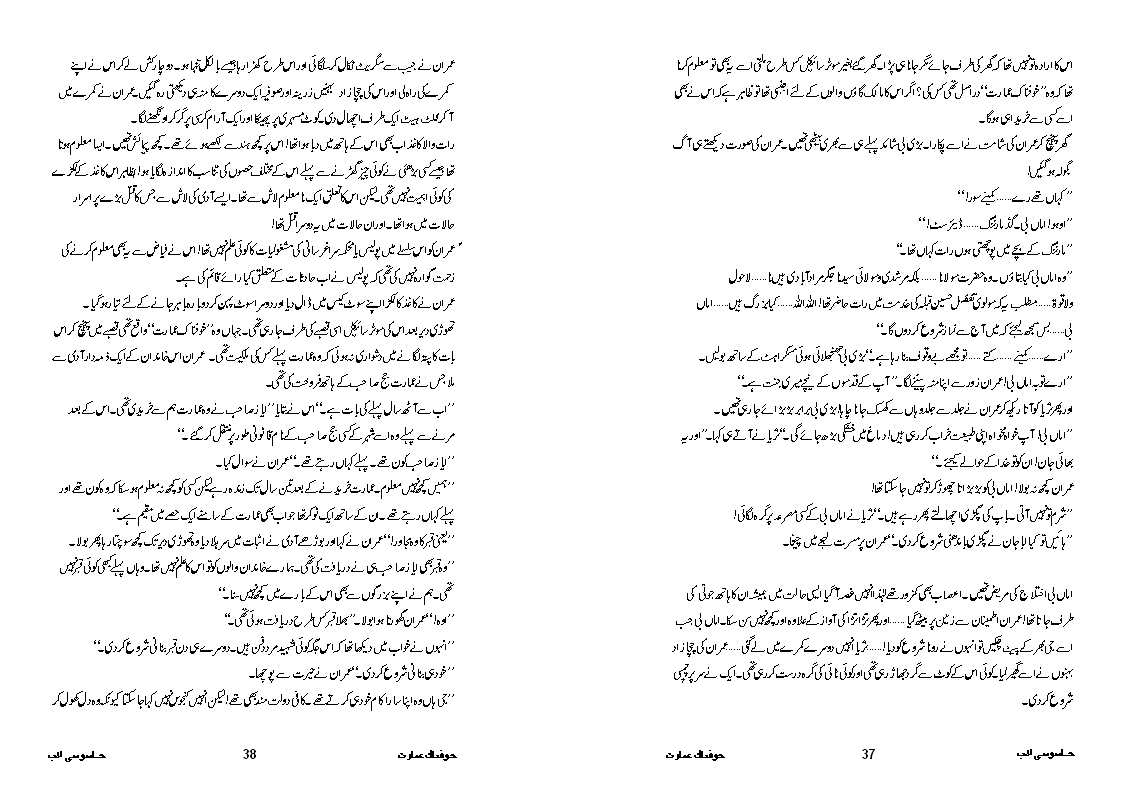 اس کا ارادہ تو نہیں تھا کہ گھر کی طرف جائے مگر جانا ہی پڑا۔ گھر گئے بغیر موٹر سائیکل کس طرح ملتی اسے یہ بھی تو معلوم کرنا
تھا کہ وہ ’’خوفناک عمارت‘‘ دراصل تھی کس کی؟ اگر اس کا مالک گاؤں والوں کے لئے اجنبی تھا تو ظاہر ہے کہ اس نے بھی
اسے کسی سے خریدا ہی ہوگا۔
گھر پہنچ کر عمران کی شامت نے اسے پکارا۔ بڑی بی شائد پہلے ہی سے بھری بیٹھی تھیں۔ عمران کی صورت دیکھتے ہی آگ
بگولہ ہو گئیں!
’’کہاں تھے رے......کمینے سور!‘‘
’’اوہو! اماں بی۔ گڈ مارننگ......ڈیئرسٹ!‘‘
’’مارننگ کے بچے میں پوچھتی ہوں رات کہاں تھا۔‘‘
’’وہ اماں بی کیا بتاؤں۔ وہ حضرت مولانا......بلکہ مرشدی و مولائی سیدنا جگر مراد آبادی ہیں نا......لاحول
ولا قوۃ......مطلب یہ کہ مولوی تفضل حسین قبلہ کی خدمت میں رات حاضر تھا! اللہ اللہ......کیا بزرگ ہیں......اماں
بی......بس سمجھ لیجئے کہ میں آج سے نماز شروع کر دوں گا۔‘‘
’’ارے......کمینے......کتے......تو مجھے بے وقوف بنا رہا ہے۔‘‘ بڑی بی جھنجھلائی ہوئی مسکراہٹ کے ساتھ بولیں۔
’’ارے توبہ اماں بی! عمران زور سے اپنا منہ پیٹنے لگا۔ ’’آپ کے قدموں کے نیچے میری جنت ہے۔‘‘
اور پھر ثریا کو آتا دیکھ کر عمران نے جلد سے جلد وہاں سے کھسک جانا چاہا! بڑی بی برابر بڑبڑائے جا رہی تھیں۔
’’اماں بی! آپ خواہ مخواہ اپنی طبیعت خراب کر رہی ہیں! دماغ میں خشکی بڑھ جائے گی۔‘‘ ثریا نے آتے ہی کہا۔ ’’اور یہ
بھائی جان! ان کو تو خدا کے حوالے کیجئے۔‘‘
عمران کچھ نہ بولا! اماں بی کو بڑبڑاتا چھوڑ کر تو نہیں جا سکتا تھا!
’’شرم تو نہیں آتی۔ باپ کی پگڑی اچھالتے پھر رہے ہیں۔‘‘ ثریا نے اماں بی کے کسی مصرعہ پر گرہ لگائی!
’’ہائیں تو کیا ابا جان نے پگڑی باندھنی شروع کر دی۔‘‘ عمران پر مسرت لہجے میں چیخا۔
اماں بی اختلاج کی مریض تھیں۔ اعصاب بھی کمزور تھے لہٰذا انہیں غصہ آ گیا ایسی حالت میں ہمیشہ ان کا ہاتھ جوتی کی
طرف جاتا تھا! عمران اطمینان سے زمین پر بیٹھ گیا......اور پھر تڑاتڑ کی آواز کے علاوہ اور کچھ نہیں سن سکا۔ اماں بی جب
اسے جی بھر کے پیٹ چکیں تو انہوں نے رونا شروع کر دیا!......ثریا انہیں دوسرے کمرے میں لے گئی......عمران کی چچا زاد
بہنوں نے اسے گھیر لیا۔ کوئی اس کے کوٹ سے گرد جھاڑ رہی تھی اور کوئی ٹائی کی گرہ درست کر رہی تھی۔ ایک نے سر پر چمپی
شروع کر دی۔
جاسوسی ادب
37
خوفناک عمارت
عمران نے جیب سے سگریٹ نکال کر سلگائی اور اس طرح کھڑا رہا جیسے بالکل تنہا ہو۔ دو چار کش لے کر اس نے اپنے
کمرے کی راہ لی اور اس کی چچا زاد بہنیں زرینہ اور صوفیہ ایک دوسرے کا منہ ہی دیکھتی رہ گئیں۔ عمران نے کمرے میں
آ کر فلٹ ہیٹ ایک طرف اچھال دی۔ کوٹ مسہری پر پھینکا اور ایک آرام کرسی پر گر کر اونگھنے لگا۔
رات والا کاغذ اب بھی اس کے ہاتھ میں دبا ہوا تھا! اس پر کچھ ہندسے لکھے ہوئے تھے۔ کچھ پیمائش تھیں۔ ایسا معلوم ہوتا
تھا جیسے کسی بڑھئی نے کوئی چیز گھڑنے سے پہلے اس کے مختلف حصوں کی تناسب کا اندازہ لگایا ہو! بظاہر اس کاغذ کے ٹکڑے
کی کوئی اہمیت نہیں تھی۔ لیکن اس کا تعلق ایک نامعلوم لاش سے تھا۔ ایسے آدمی کی لاش سے جس کا قتل بڑے پر اسرار
حالات میں ہوا تھا۔ اور ان حالات میں یہ دوسرا قتل تھا!
عمران کو اس سلسلے میں پولیس یا محکمہ سراغرسانی کی مشغولیات کا کوئی علم نہیں تھا! اس نے فیاض سے یہ بھی معلوم کرنے کی
زحمت گوارہ نہیں کی تھی کہ پولیس نے اب حادثات کے متعلق کیا رائے قائم کی ہے۔
عمران نے کاغذ کا ٹکڑا اپنے سوٹ کیس میں ڈال دیا اور دوسرا سوٹ پہن کر دوبارہ باہر جانے کے لئے تیار ہو گیا۔
تھوڑی دیر بعد اس کی موٹر سائیکل اسی قصبے کی طرف جا رہی تھی۔ جہاں وہ ’’خوفناک عمارت‘‘ واقع تھی قصبے میں پہنچ کر اس
بات کا پتہ لگانے میں دشواری نہ ہوئی کہ وہ عمارت پہلے کس کی ملکیت تھی۔ عمران اس خاندان کے ایک ذمہ دار آدمی سے
ملا جس نے عمارت جج صاحب کے ہاتھ فروخت کی تھی۔
’’اب سے آٹھ سال پہلے کی بات ہے۔‘‘ اس نے بتایا ’’ایاز صاحب نے وہ عمارت ہم سے خریدی تھی۔ اس کے بعد
مرنے سے پہلے وہ اسے شہر کے کسی جج صاحب کے نام قانونی طور پر منتقل کر گئے۔‘‘
’’ایاز صاحب کون تھے۔ پہلے کہاں رہتے تھے۔‘‘ عمران نے سوال کیا۔
’’ہمیں کچھ نہیں معلوم۔ عمارت خریدنے کے بعد تین سال تک زندہ رہے لیکن کسی کو کچھ نہ معلوم ہو سکا کہ وہ کون تھے اور
پہلے کہاں رہتے تھے۔ ان کے ساتھ ایک نوکر تھا جو اب بھی عمارت کے سامنے ایک حصے میں مقیم ہے۔‘‘
’’یعنی قبر کا وہ مجاور!‘‘ عمران نے کہا اور بوڑھے آدمی نے اثبات میں سر ہلا دیا وہ تھوڑی دیر تک کچھ سوچتا رہا پھر بولا۔
’’وہ قبر بھی ایاز صاحب ہی نے دریافت کی تھی۔ ہمارے خاندان والوں کو تو اس کا علم نہیں تھا۔ وہاں پہلے کبھی کوئی قبر نہیں
تھی۔ ہم نے اپنے بزرگوں سے بھی اس کے بارے میں کچھ نہیں سنا۔‘‘
’’اوہ!‘‘ عمران گھورتا ہوا بولا۔ ’’بھلا قبر کس طرح دریافت ہوئی تھی۔‘‘
’’انہوں نے خواب میں دیکھا تھا کہ اس جگہ کوئی شہید مرد دفن ہیں۔ دوسرے ہی دن قبر بنانی شروع کر دی۔‘‘
’’خود ہی بنانی شروع کر دی۔‘‘ عمران نے حیرت سے پوچھا۔
’’جی ہاں وہ اپنا سارا کام خود ہی کرتے تھے۔ کافی دولت مند بھی تھے! لیکن انہیں کنجوس نہیں کہا جا سکتا کیونکہ وہ دل کھول کر
جاسوسی ادب
38
خوفناک عمارت